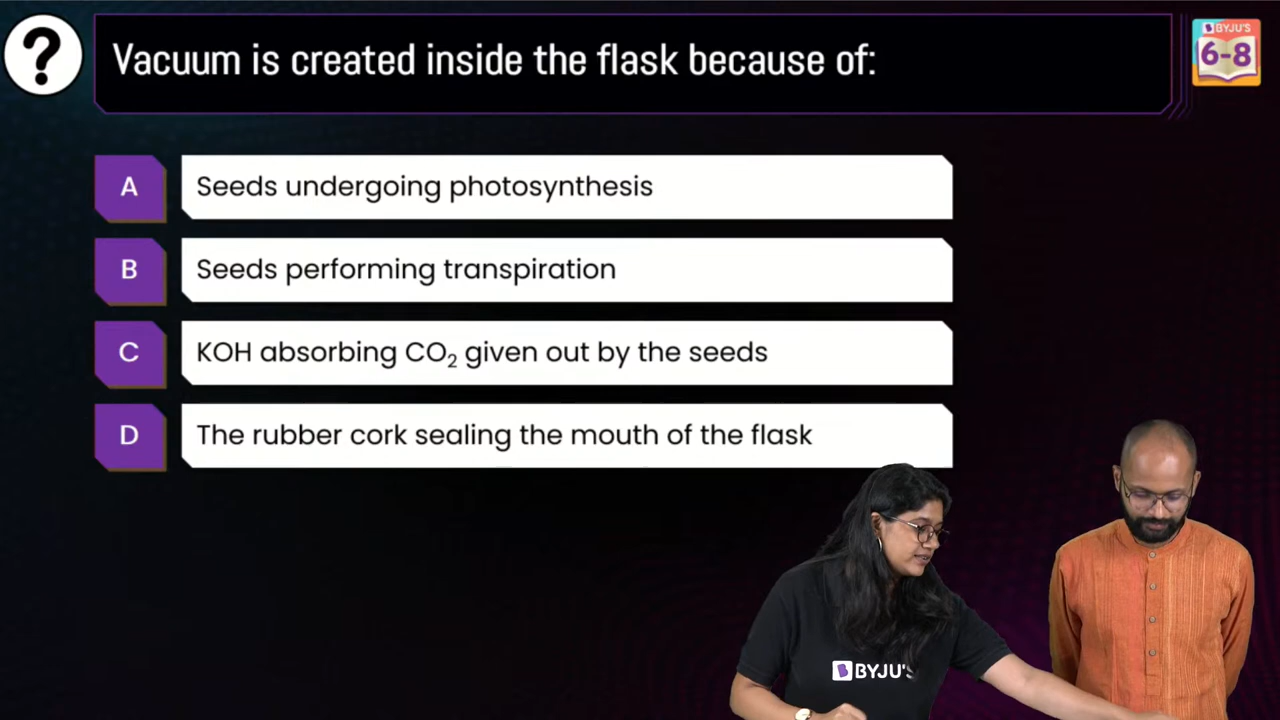 ?
Vacuum is created inside the flask because of:
BYJU'S
6-8
A
Seeds undergoing photosynthesis
B
Seeds performing transpiration
C
KOH absorbing CO₂ given out by the seeds
D
The rubber cork sealing the mouth of the flask
BYJU'S